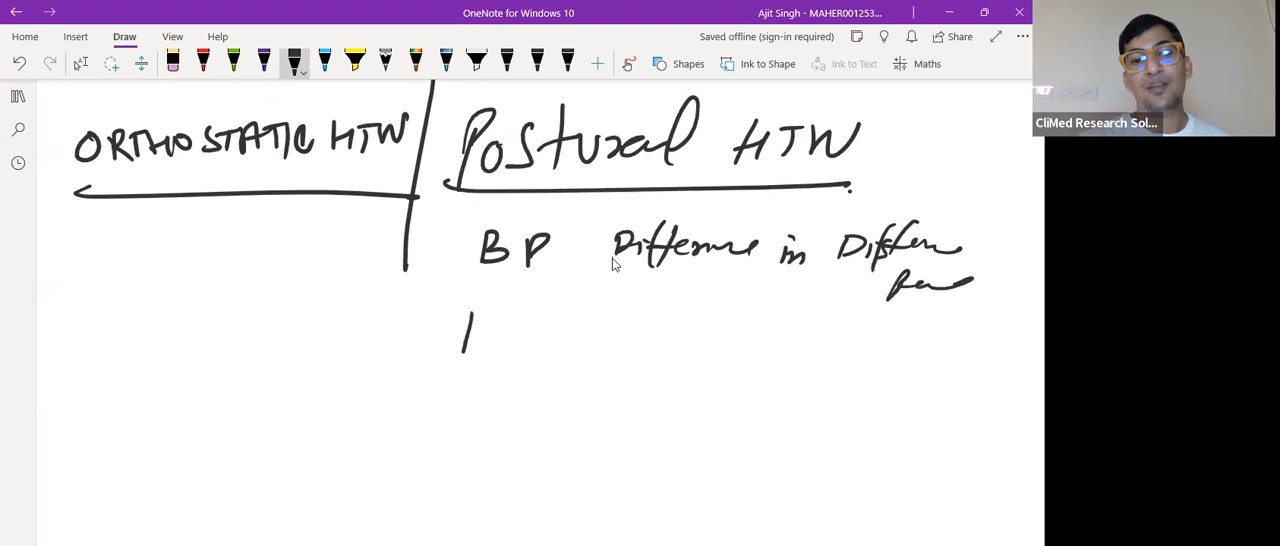 OneNote for Windows 10
Ajit Singh - MAHER001253...
Home Insert Draw View Help
Saved offline (sign-in required) Share
Shapes Ink to Shape Ink to Text Maths
CliMed Research Sol...
ORTHOSTATIC HTN
Postural HTN
BP Difference in Differen